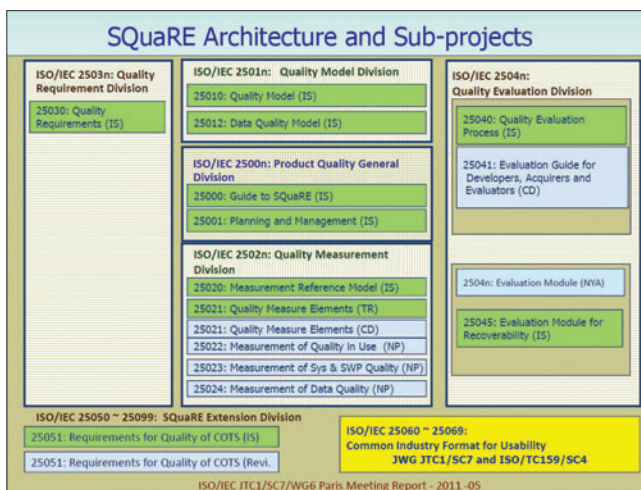 SQuaRE Architecture and Sub-projects
ISO/IEC 2503n: Quality
Requirement Division
25030: Quality
Requirements (IS)
ISO/IEC 2501n: Quality Model Division
25010: Quality Model (IS)
25012: Data Quality Model (IS)
ISO/IEC 2500n: Product Quality General
Division
25000: Guide to SQuaRE (IS)
25001: Planning and Management (IS)
ISO/IEC 2502n: Quality Measurement
Division
25020: Measurement Reference Model (IS)
25021: Quality Measure Elements (TR)
25021: Quality Measure Elements (CD)
25022: Measurement of Quality in Use (NP)
25023: Measurement of Sys & SWP Quality (NP)
25024: Measurement of Data Quality (NP)
ISO/IEC 2504n:
Quality Evaluation Division
25040: Quality Evaluation
Process (IS)
25041: Evaluation Guide for
Developers, Acquirers and
Evaluators (CD)
2504n: Evaluation Module (NYA)
25045: Evaluation Module for
Recoverability (IS)
ISO/IEC 25050 ~ 25099: SQuaRE Extension Division
25051: Requirements for Quality of COTS (IS)
25051: Requirements for Quality of COTS (Revi.
ISO/IEC 25060 ~ 25069:
Common Industry Format for Usability
JWG JTC1/SC7 and ISO/TC159/SC4
ISO/IEC JTC1/SC7/WG6 Paris Meeting Report - 2011 -05